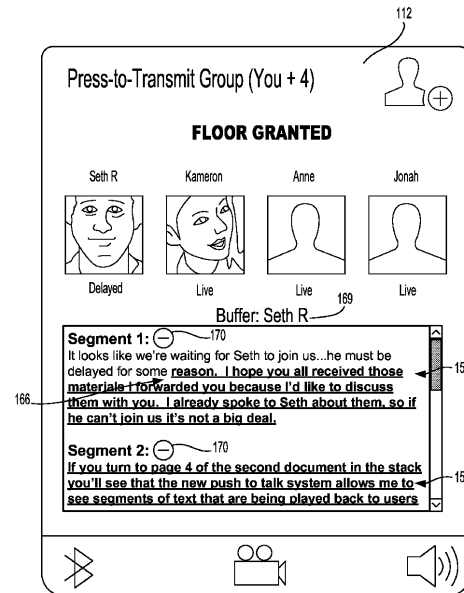 112
Press-to-Transmit Group (You + 4)
FLOOR GRANTED
Seth R Kameron Anne Jonah
Delayed Live Live Live
Buffer: Seth R 169
Segment 1: 170
It looks like we're waiting for Seth to join us...he must be
delayed for some reason. I hope you all received those
materials I forwarded you because I'd like to discuss
them with you. I already spoke to Seth about them, so if
he can't join us it's not a big deal.
166
Segment 2: 170
If you turn to page 4 of the second document in the stack
you'll see that the new push to talk system allows me to
see segments of text that are being played back to users